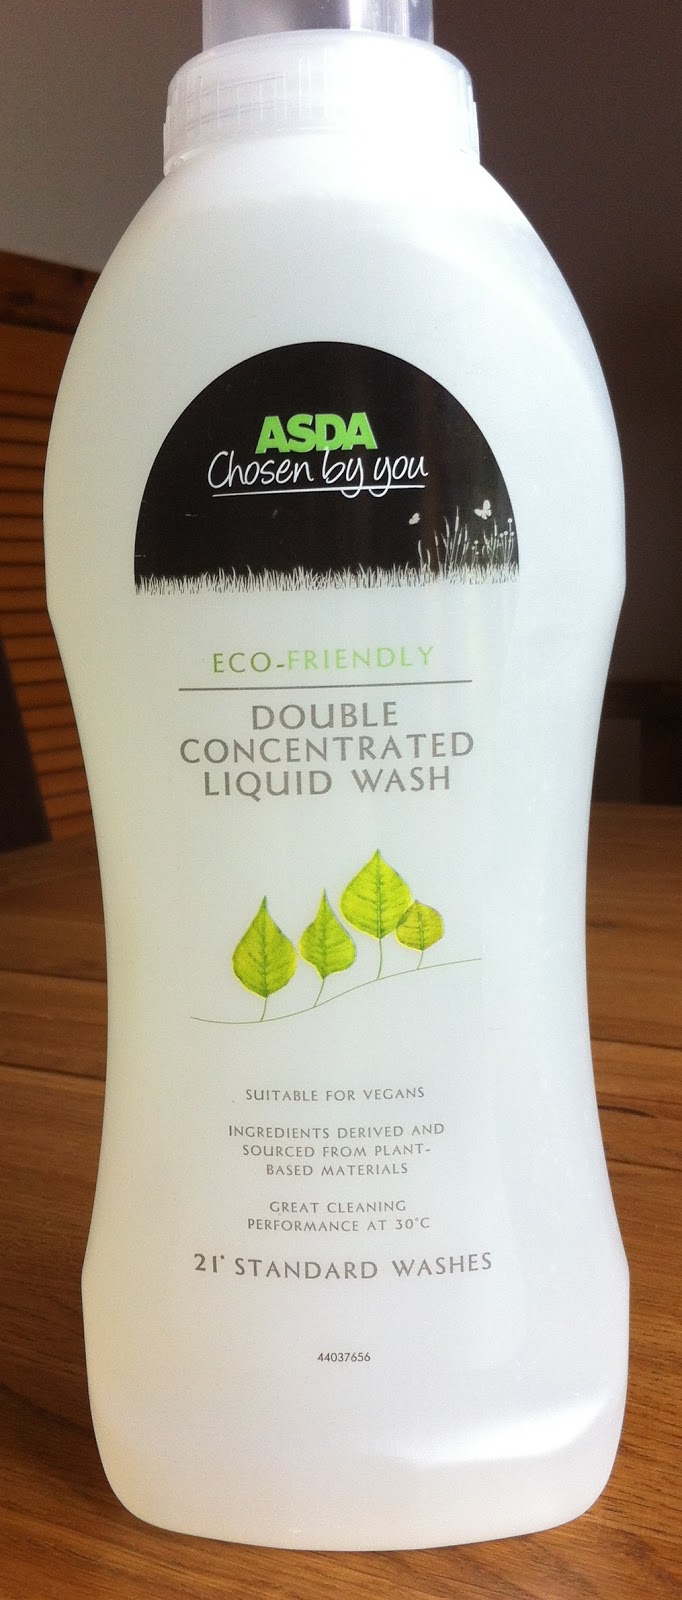 ASDA
Chosen by you
ECO-FRIENDLY
DOUBLE
CONCENTRATED
LIQUID WASH
SUITABLE FOR VEGANS
INGREDIENTS DERIVED AND
SOURCED FROM PLANT-
BASED MATERIALS
GREAT CLEANING
PERFORMANCE AT 30°C
21* STANDARD WASHES
44037656